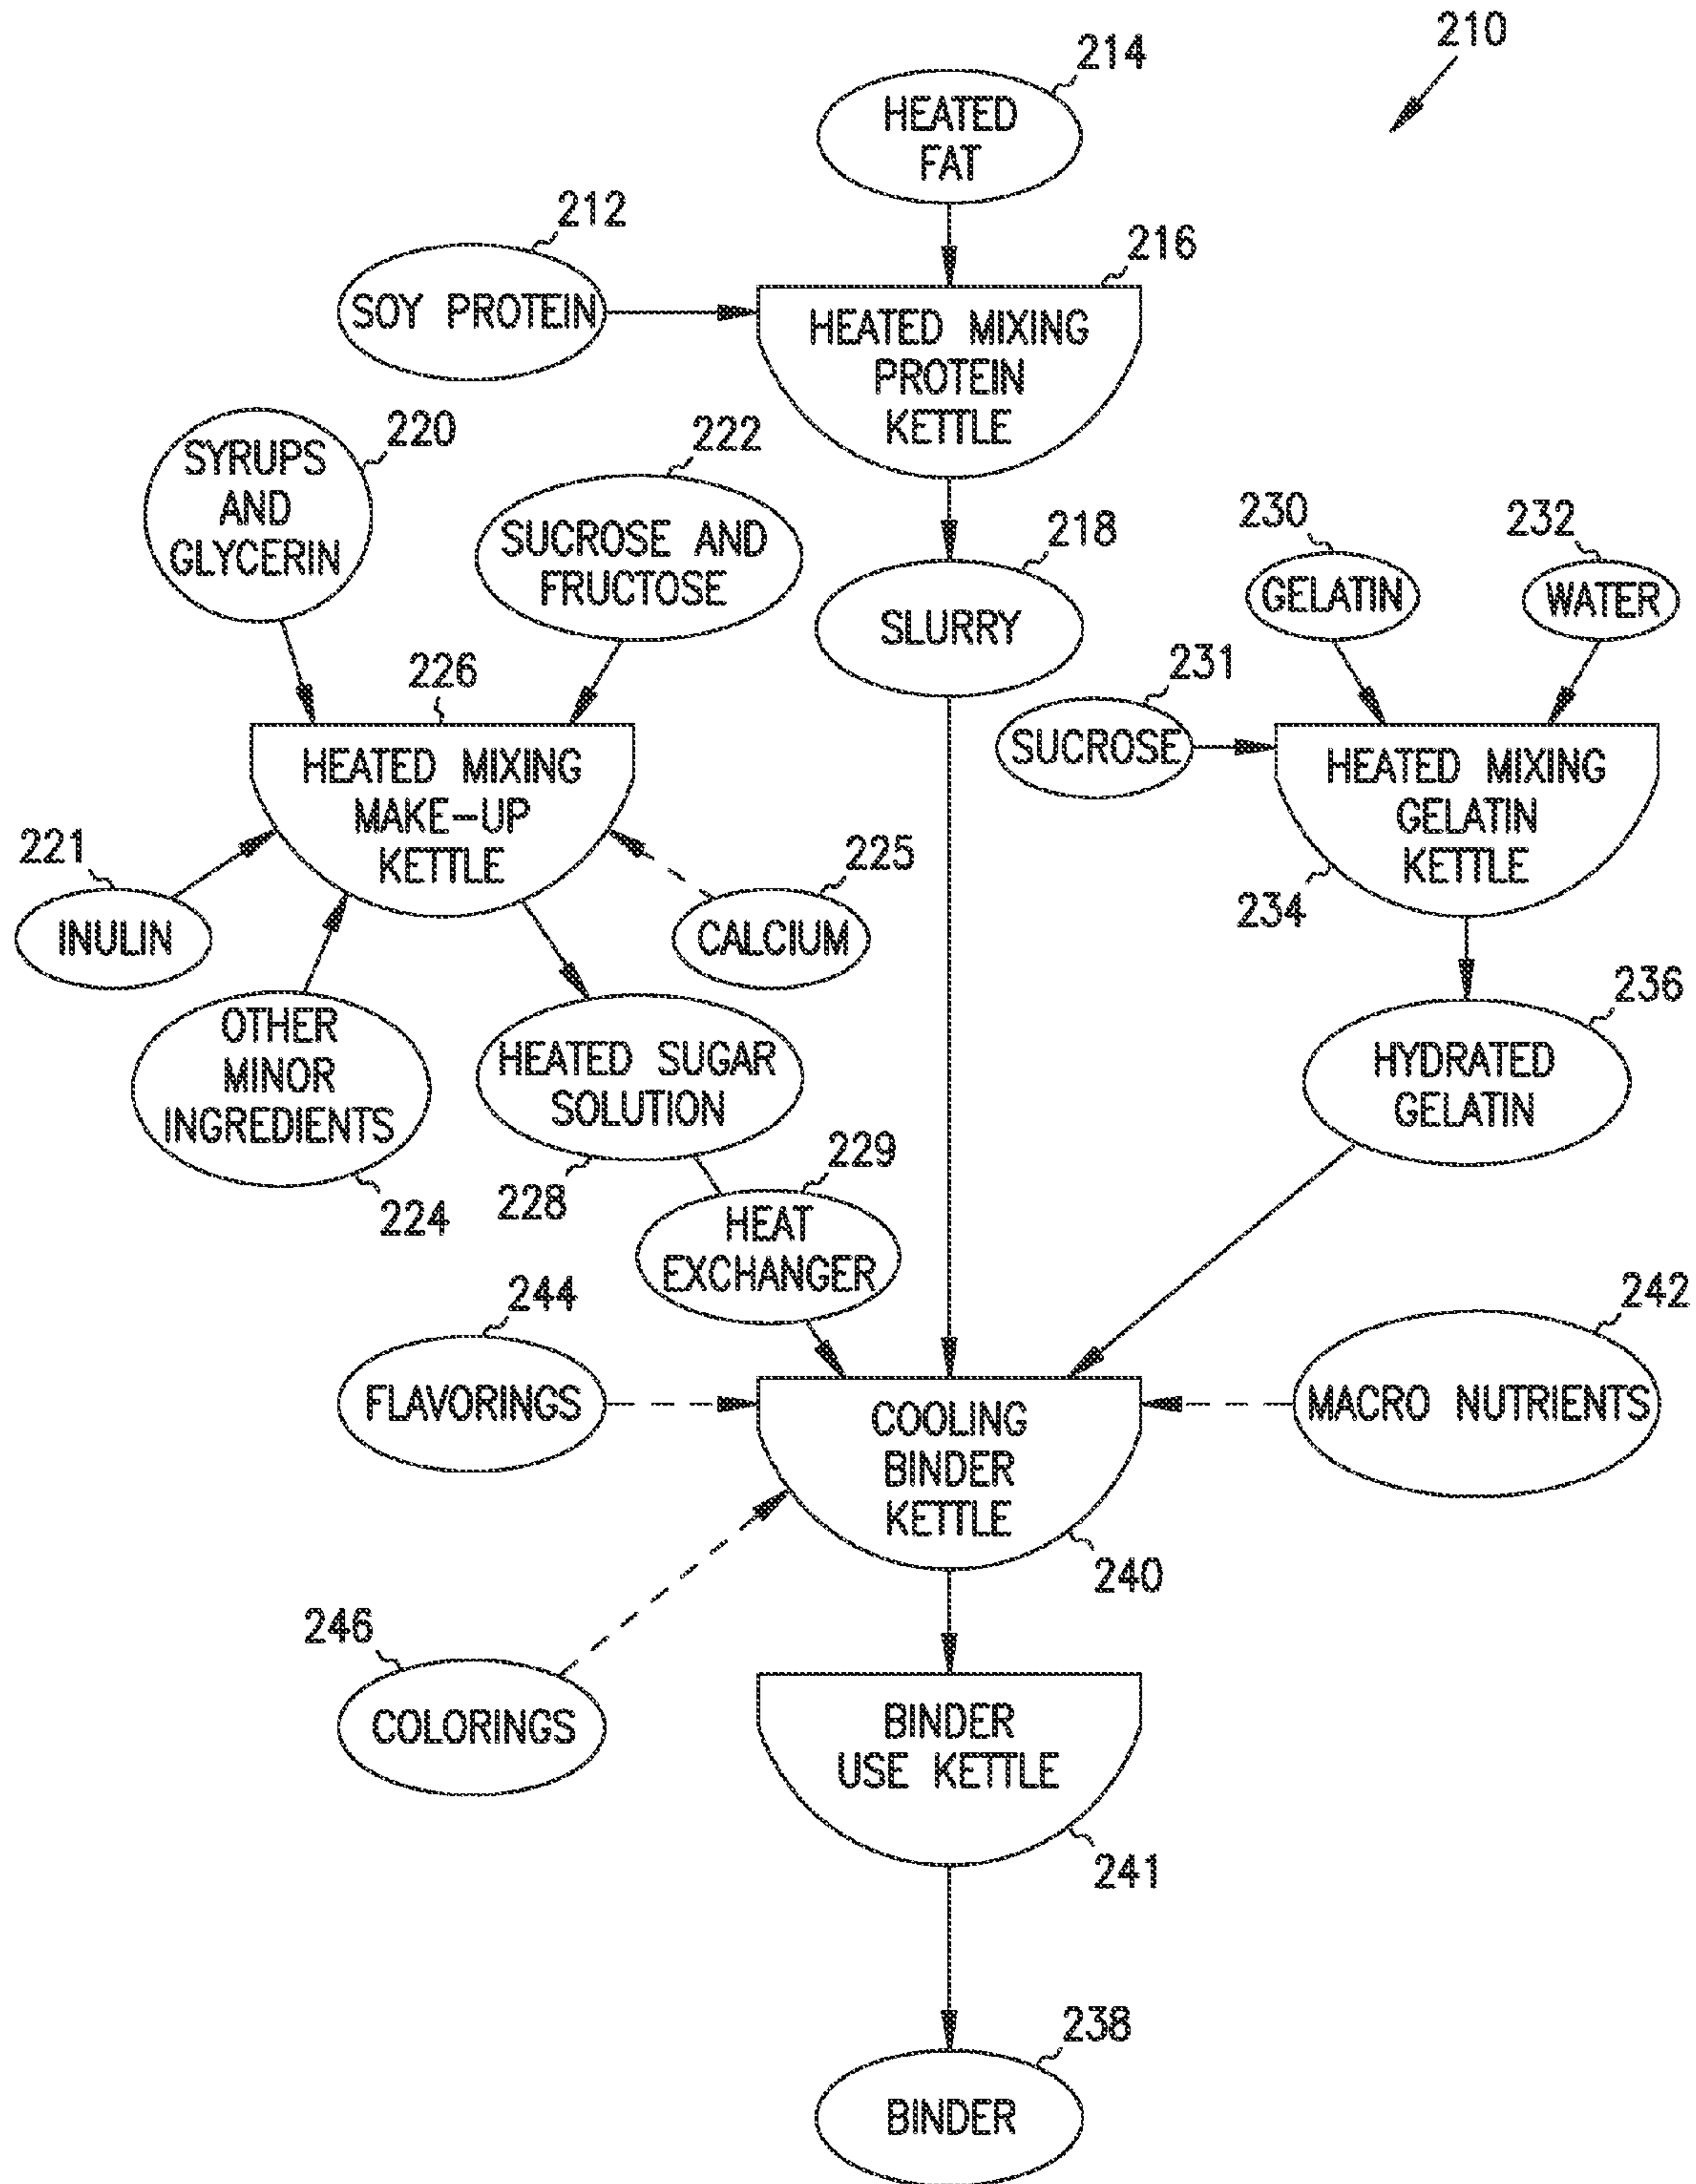 210
214
HEATED
FAT
212
SOY PROTEIN
216
HEATED MIXING
PROTEIN
KETTLE
220
SYRUPS
AND
GLYCERIN
222
SUCROSE AND
FRUCTOSE
218
SLURRY
230
GELATIN
232
WATER
231
SUCROSE
226
HEATED MIXING
MAKE-UP
KETTLE
HEATED MIXING
GELATIN
KETTLE
234
221
INULIN
225
CALCIUM
OTHER
MINOR
INGREDIENTS
224
HEATED SUGAR
SOLUTION
228
236
HYDRATED
GELATIN
229
HEAT
EXCHANGER
244
FLAVORINGS
242
MACRO NUTRIENTS
COOLING
BINDER
KETTLE
240
246
COLORINGS
BINDER
USE KETTLE
241
238
BINDER